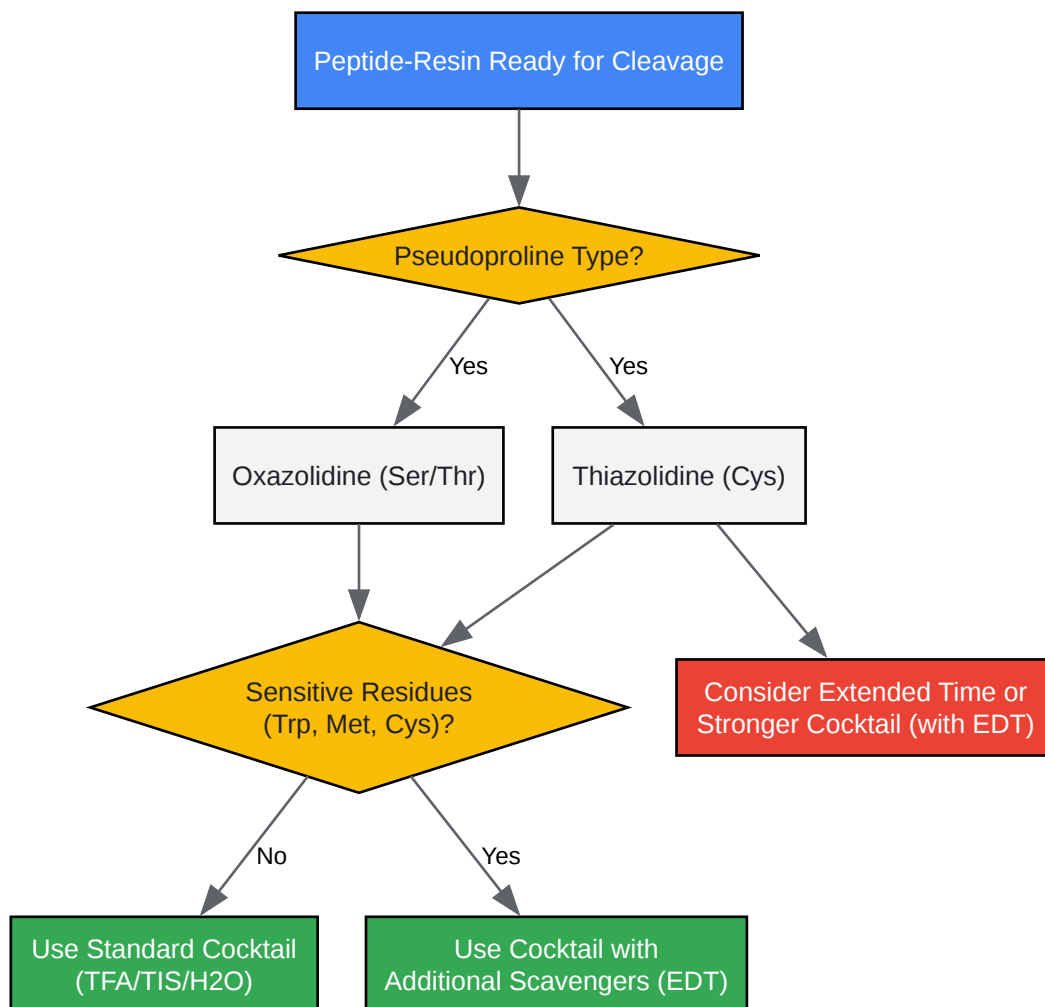 Peptide-Resin Ready for Cleavage
Pseudoproline Type?
Yes
Yes
Oxazolidine (Ser/Thr)
Thiazolidine (Cys)
Sensitive Residues
(Trp, Met, Cys)?
Consider Extended Time or
Stronger Cocktail (with EDT)
No
Yes
Use Standard Cocktail
(TFA/TIS/H2O)
Use Cocktail with
Additional Scavengers (EDT)